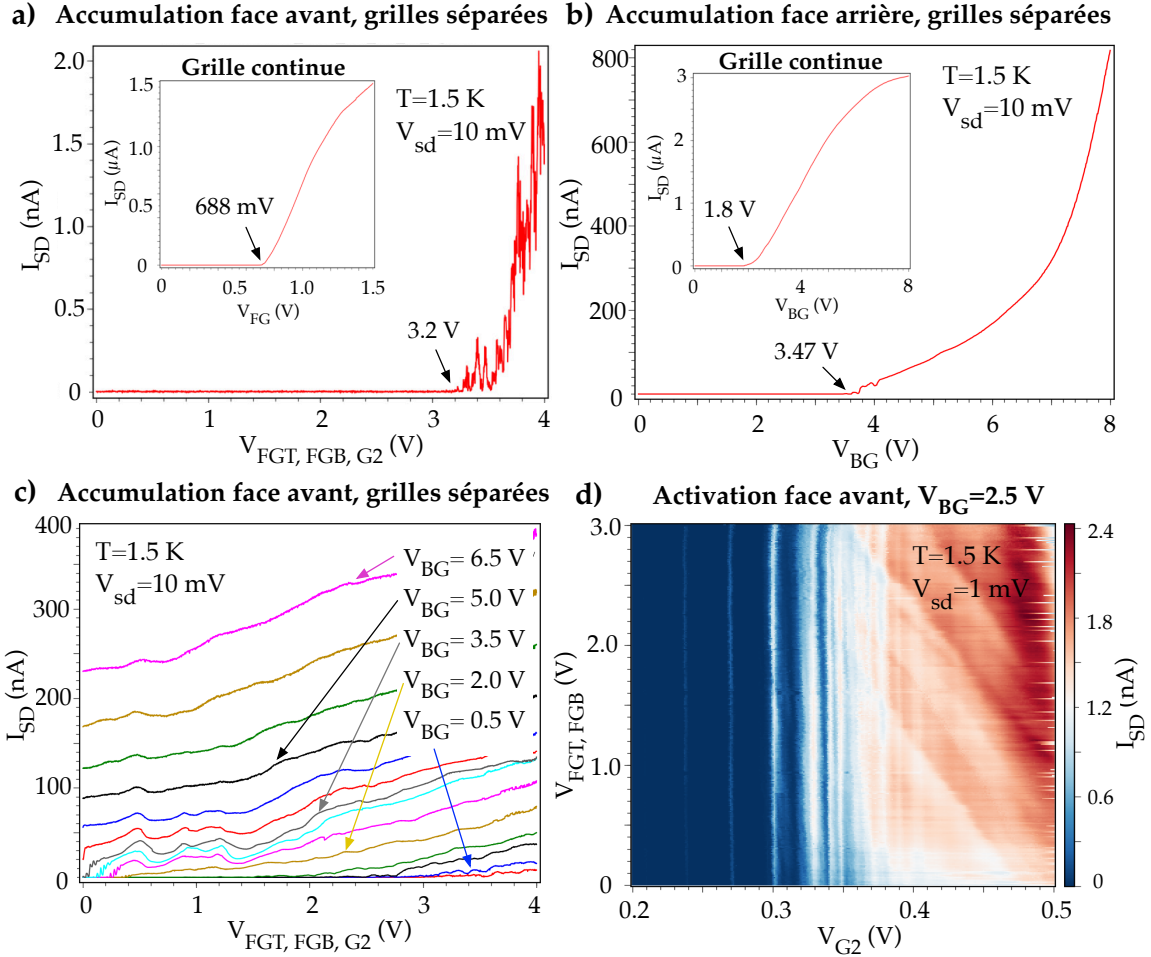 a) Accumulation face avant, grilles séparées
2.0
1.5
1.0
0.5
0
I_SD (nA)
0 1 2 3 4
V_FGT, FGB, G2 (V)
T=1.5 K
V_sd=10 mV
3.2 V
Grille continue
1.5
1.0
0.5
0
I_SD (μA)
688 mV
0 0.5 1.0 1.5
V_FG (V)
b) Accumulation face arrière, grilles séparées
800
600
400
200
0
I_SD (nA)
0 2 4 6 8
V_BG (V)
T=1.5 K
V_sd=10 mV
3.47 V
Grille continue
3
2
1
0
I_SD (μA)
1.8 V
0 4 8
V_BG (V)
c) Accumulation face avant, grilles séparées
400
300
200
100
0
I_SD (nA)
T=1.5 K
V_sd=10 mV
V_BG= 6.5 V
V_BG= 5.0 V
V_BG= 3.5 V
V_BG= 2.0 V
V_BG= 0.5 V
0 1 2 3 4
V_FGT, FGB, G2 (V)
d) Activation face avant, V_BG=2.5 V
3.0
2.0
1.0
0
V_FGT, FGB (V)
T=1.5 K
V_sd=1 mV
0.2 0.3 0.4 0.5
V_G2 (V)
2.4
1.8
1.2
0.6
0
I_SD (nA)